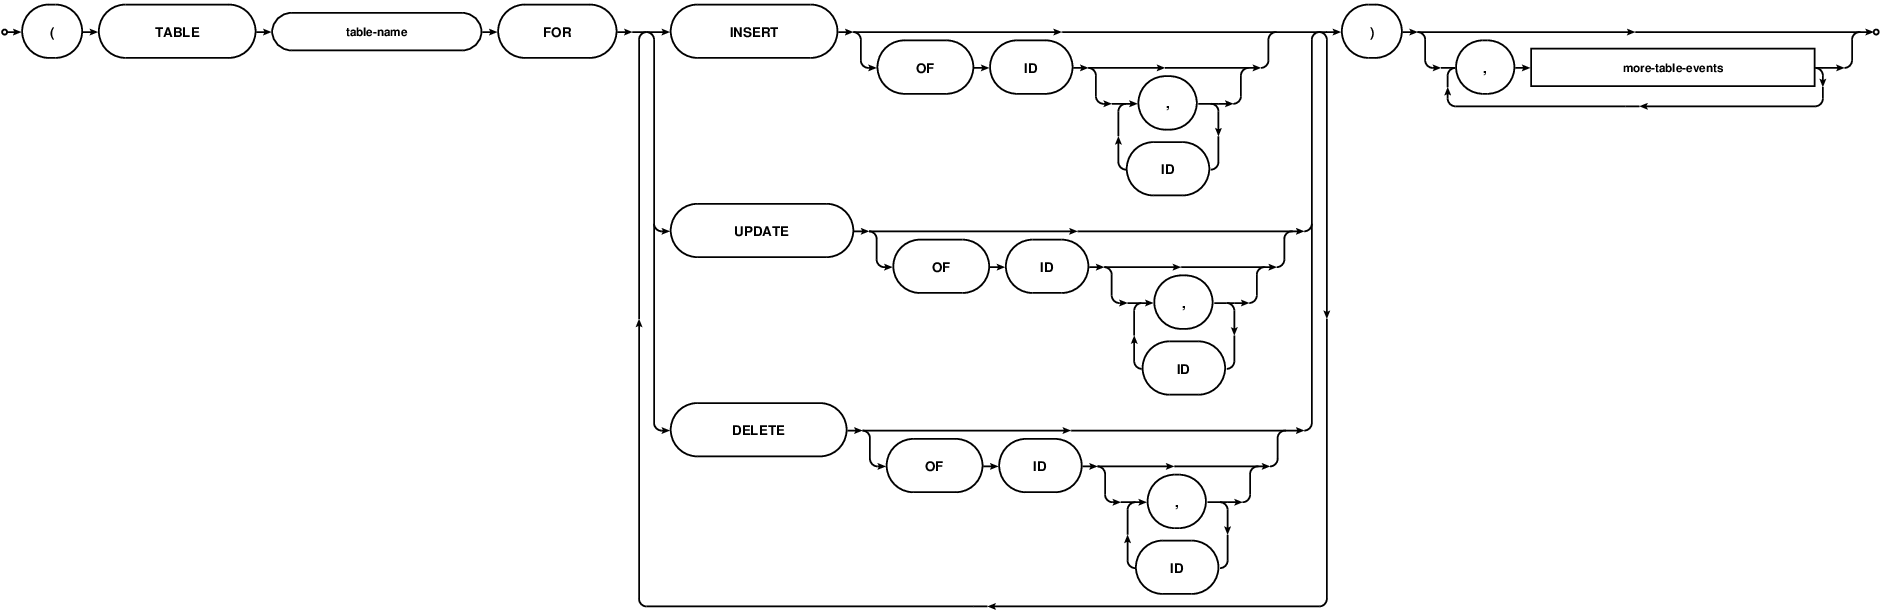 ( TABLE table-name FOR INSERT )
OF ID , more-table-events
,
ID
UPDATE
OF ID
,
ID
DELETE
OF ID
,
ID